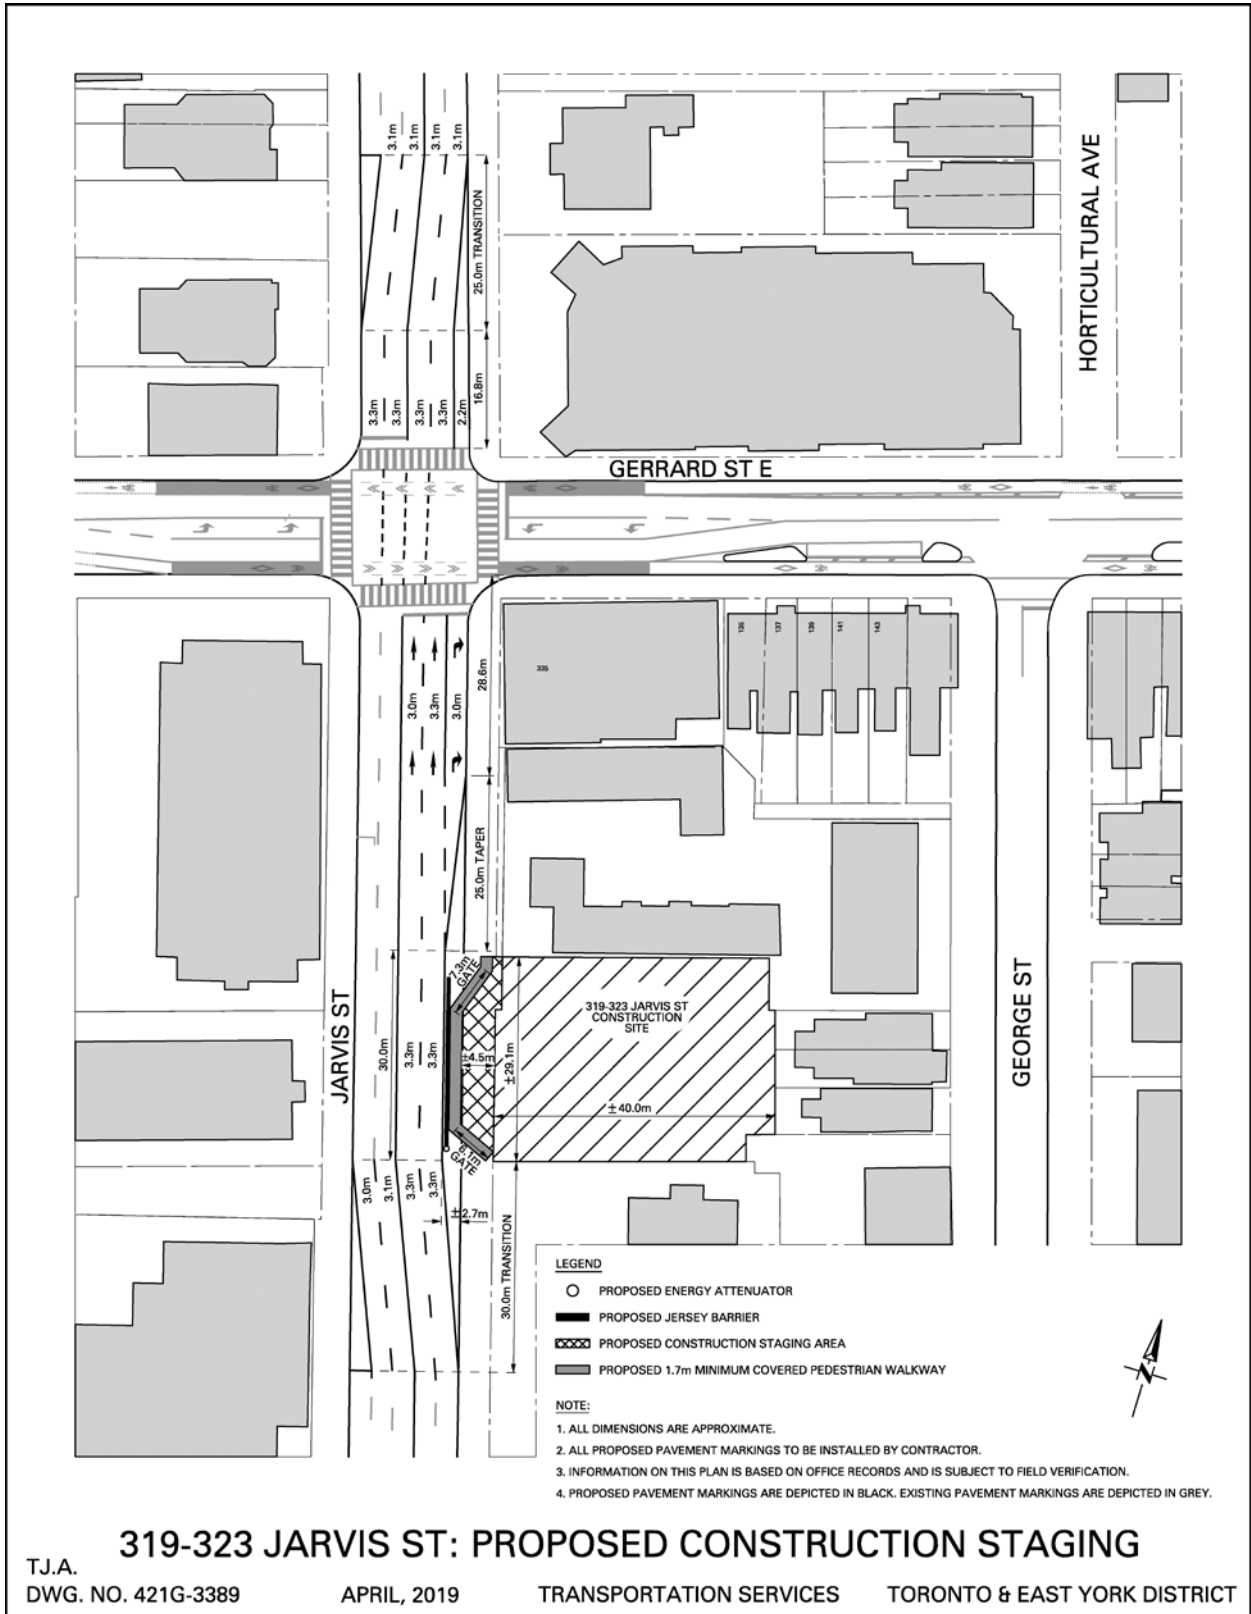 3.1m
3.1m
3.1m
3.1m
25.0m TRANSITION
HORTICULTURAL AVE
3.3m
3.3m
3.3m
3.3m
2.2m
16.8m
GERRARD ST E
335
135
137
139
141
143
3.0m
3.3m
3.0m
28.6m
25.0m TAPER
7.3m
GATE
319-323 JARVIS ST
CONSTRUCTION
SITE
JARVIS ST
GEORGE ST
30.0m
3.3m
3.3m
±4.5m
±29.1m
±40.0m
6.1m
GATE
3.0m
3.1m
3.3m
3.3m
±2.7m
30.0m TRANSITION
LEGEND
PROPOSED ENERGY ATTENUATOR
PROPOSED JERSEY BARRIER
PROPOSED CONSTRUCTION STAGING AREA
PROPOSED 1.7m MINIMUM COVERED PEDESTRIAN WALKWAY
N
NOTE:
1. ALL DIMENSIONS ARE APPROXIMATE.
2. ALL PROPOSED PAVEMENT MARKINGS TO BE INSTALLED BY CONTRACTOR.
3. INFORMATION ON THIS PLAN IS BASED ON OFFICE RECORDS AND IS SUBJECT TO FIELD VERIFICATION.
4. PROPOSED PAVEMENT MARKINGS ARE DEPICTED IN BLACK. EXISTING PAVEMENT MARKINGS ARE DEPICTED IN GREY.
319-323 JARVIS ST: PROPOSED CONSTRUCTION STAGING
T.J.A.
DWG. NO. 421G-3389 APRIL, 2019 TRANSPORTATION SERVICES TORONTO & EAST YORK DISTRICT